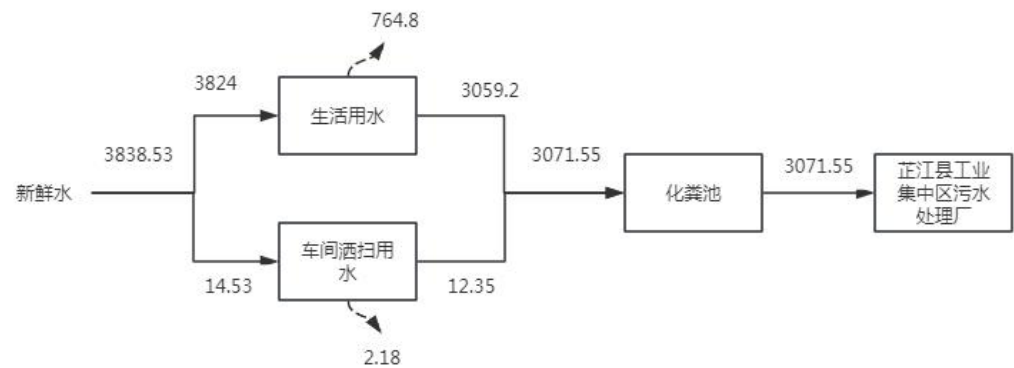 764.8
3824
生活用水
3059.2
3838.53
新鲜水
3071.55
化粪池
3071.55
芷江县工业
集中区污水
处理厂
14.53
车间洒扫用
水
12.35
2.18